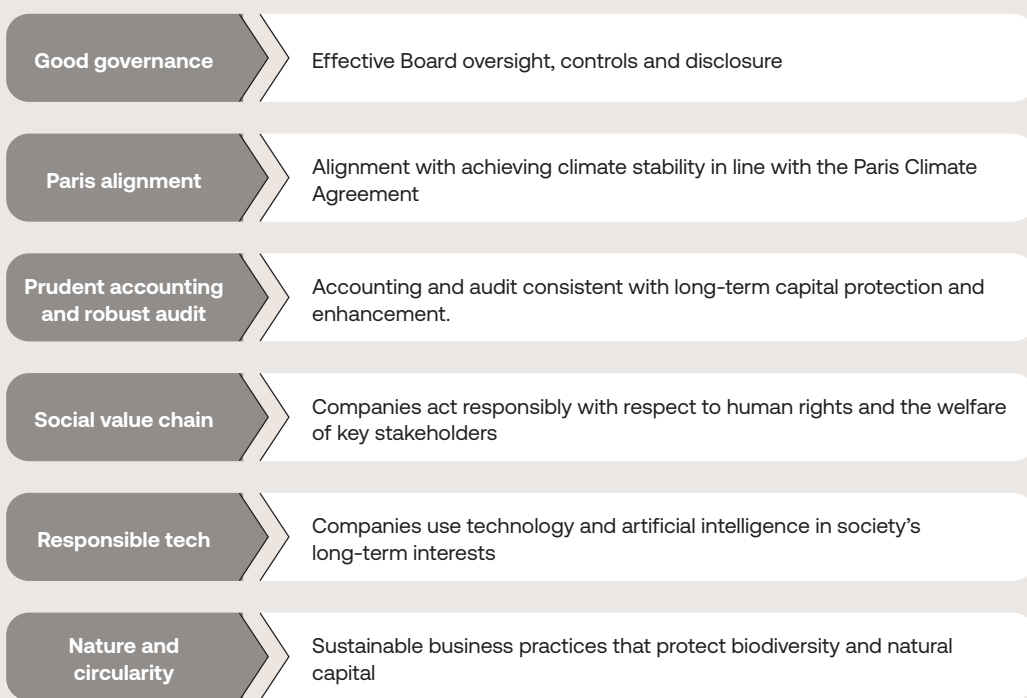 Good governance
Effective Board oversight, controls and disclosure
Paris alignment
Alignment with achieving climate stability in line with the Paris Climate
Agreement
Prudent accounting
and robust audit
Accounting and audit consistent with long-term capital protection and
enhancement.
Social value chain
Companies act responsibly with respect to human rights and the welfare
of key stakeholders
Responsible tech
Companies use technology and artificial intelligence in society’s
long-term interests
Nature and
circularity
Sustainable business practices that protect biodiversity and natural
capital